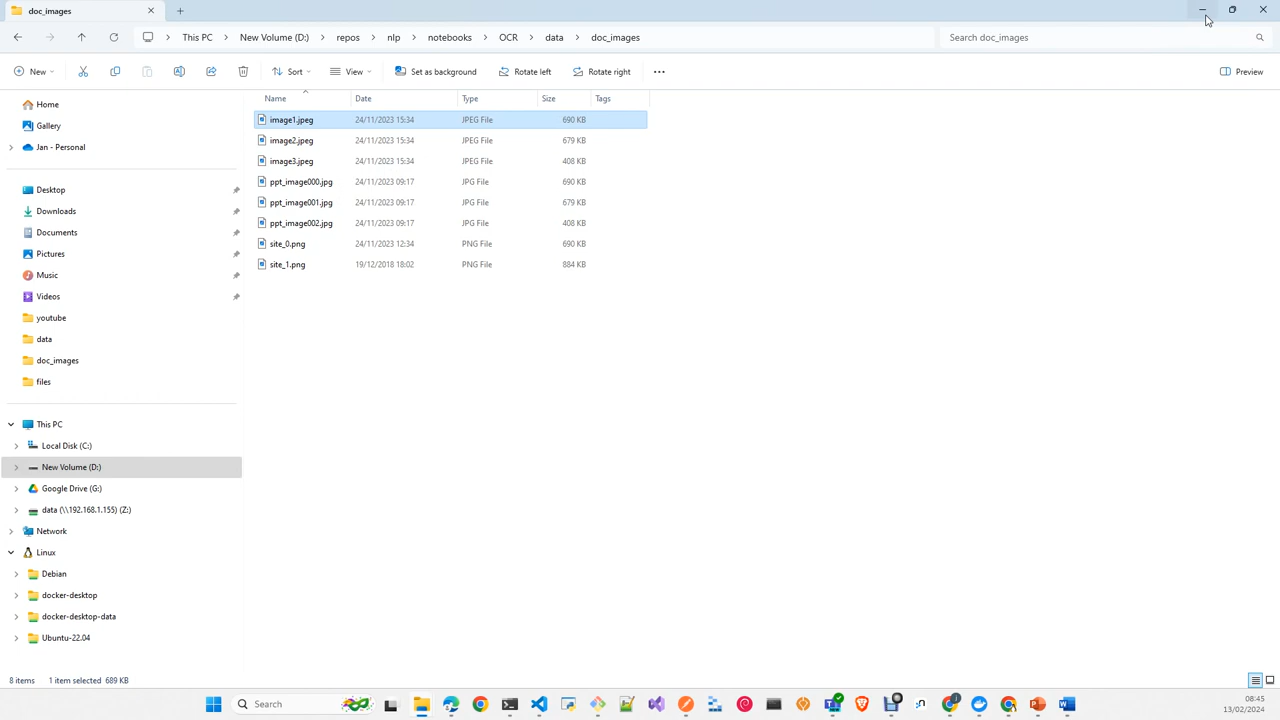 doc_images
This PC > New Volume (D:) > repos > nlp > notebooks > OCR > data > doc_images
Search doc_images
New
Sort
View
Set as background
Rotate left
Rotate right
Preview
Name Date Type Size Tags
image1.jpeg 24/11/2023 15:34 JPEG File 690 KB
image2.jpeg 24/11/2023 15:34 JPEG File 679 KB
image3.jpeg 24/11/2023 15:34 JPEG File 408 KB
ppt_image000.jpg 24/11/2023 09:17 JPG File 690 KB
ppt_image001.jpg 24/11/2023 09:17 JPG File 679 KB
ppt_image002.jpg 24/11/2023 09:17 JPG File 408 KB
site_0.png 24/11/2023 12:34 PNG File 690 KB
site_1.png 19/12/2018 18:02 PNG File 884 KB
Home
Gallery
Jan - Personal
Desktop
Downloads
Documents
Pictures
Music
Videos
youtube
data
doc_images
files
This PC
Local Disk (C:)
New Volume (D:)
Google Drive (G:)
data (\\192.168.1.155) (Z:)
Network
Linux
Debian
docker-desktop
docker-desktop-data
Ubuntu-22.04
8 items 1 item selected 689 KB
Search
08:45
13/02/2024